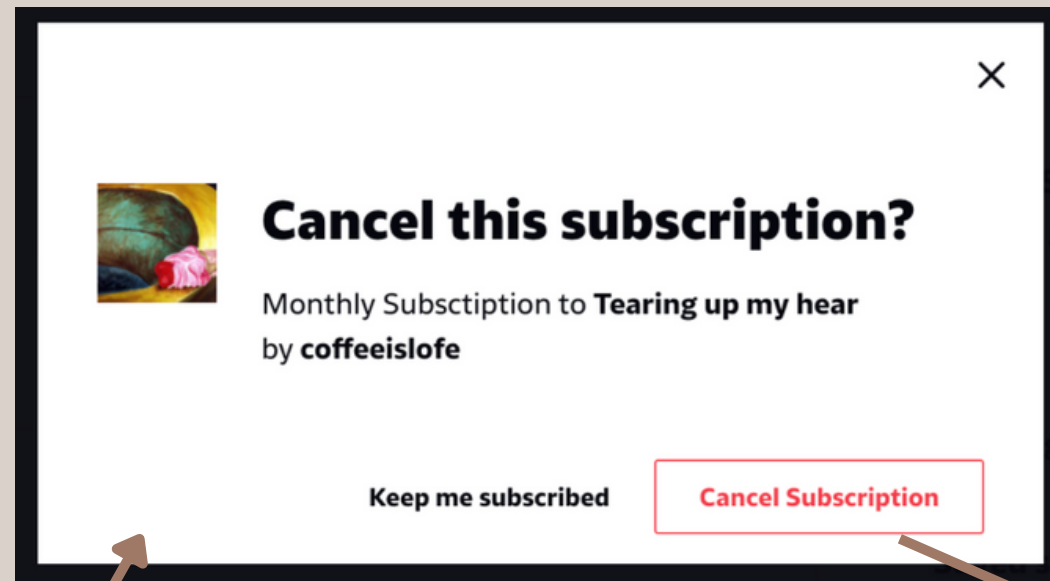 Cancel this subscription?
Monthly Subsctiption to Tearing up my hear
by coffeeislofe
Keep me subscribed
Cancel Subscription